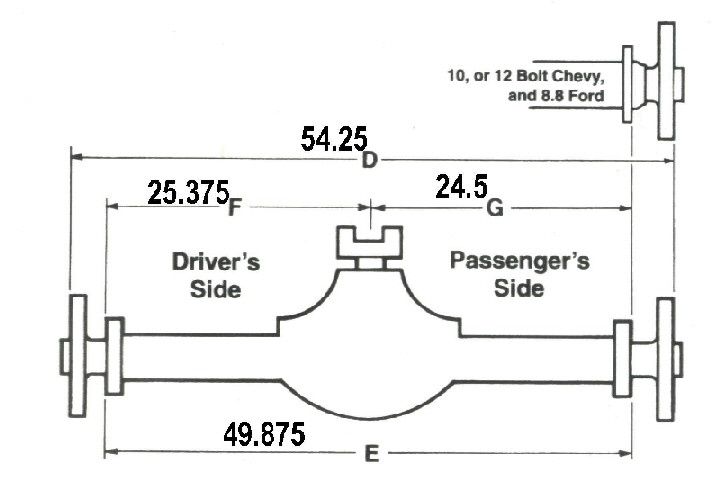 10, or 12 Bolt Chevy,
and 8.8 Ford
54.25
D
25.375
F
24.5
G
Driver's
Side
Passenger's
Side
49.875
E